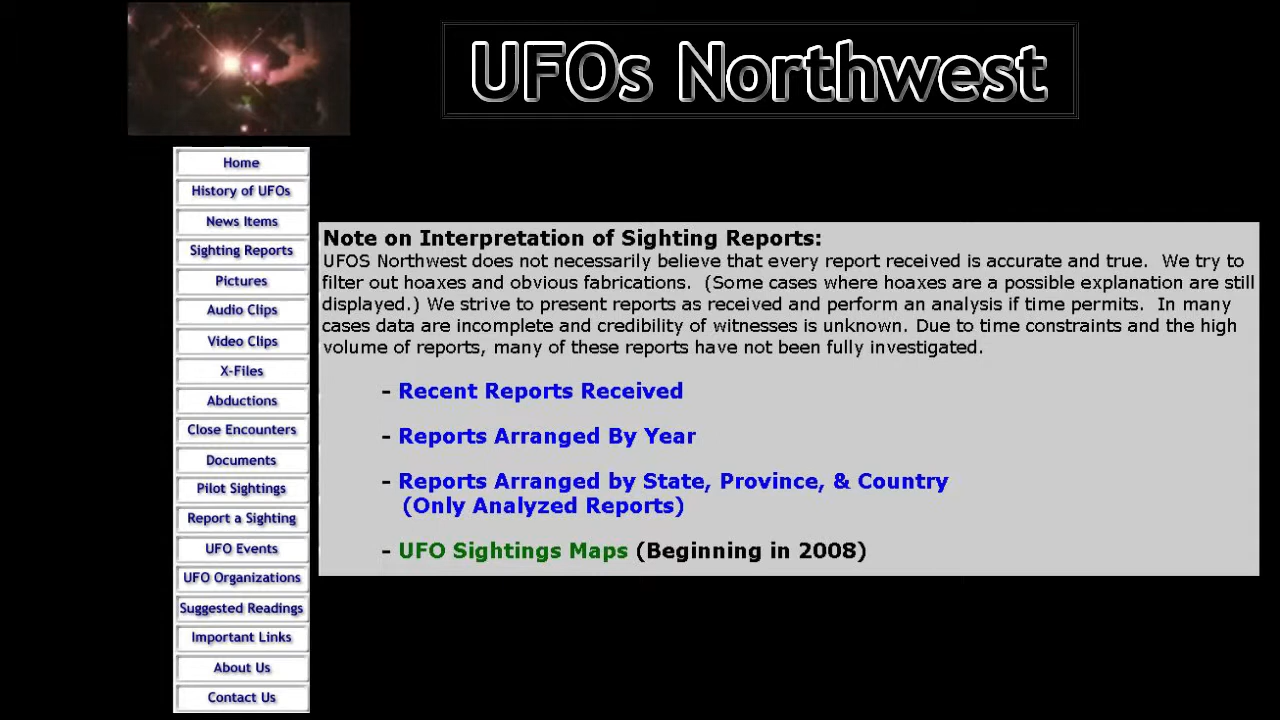 UFOs Northwest
Home
History of UFOs
News Items
Sighting Reports
Pictures
Audio Clips
Video Clips
X-Files
Abductions
Close Encounters
Documents
Pilot Sightings
Report a Sighting
UFO Events
UFO Organizations
Suggested Readings
Important Links
About Us
Contact Us
Note on Interpretation of Sighting Reports:
UFOS Northwest does not necessarily believe that every report received is accurate and true. We try to
filter out hoaxes and obvious fabrications. (Some cases where hoaxes are a possible explanation are still
displayed.) We strive to present reports as received and perform an analysis if time permits. In many
cases data are incomplete and credibility of witnesses is unknown. Due to time constraints and the high
volume of reports, many of these reports have not been fully investigated.
- Recent Reports Received
- Reports Arranged By Year
- Reports Arranged by State, Province, & Country
(Only Analyzed Reports)
- UFO Sightings Maps (Beginning in 2008)